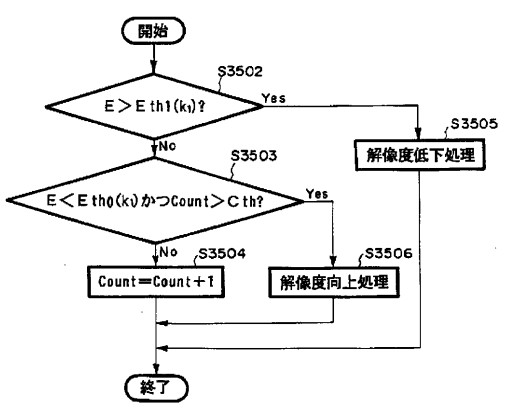 開始
S3502
E>Eth1(k₁)?
Yes
No
S3505
解像度低下処理
S3503
E<Eth0(k₁)かつCount>Cth?
Yes
No
S3504
Count=Count+1
S3506
解像度向上処理
終了